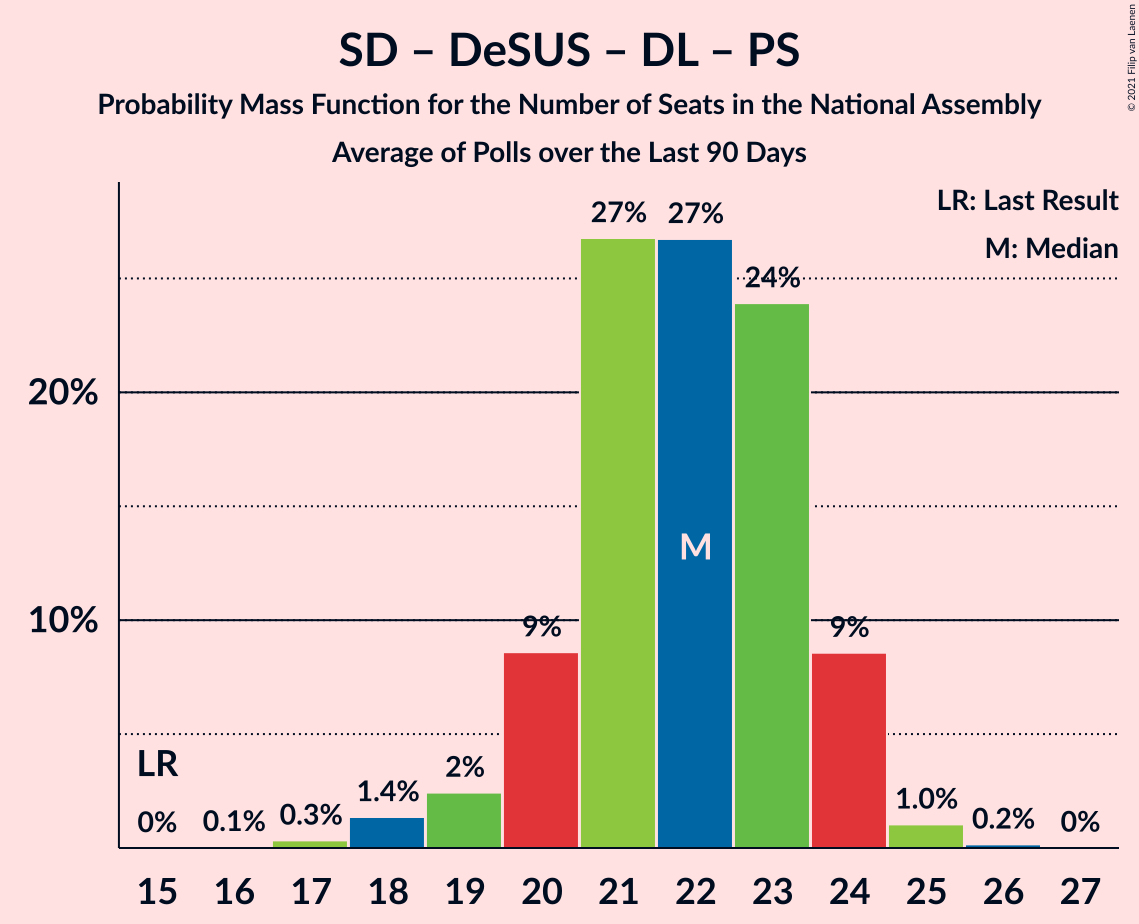 SD – DeSUS – DL – PS
Probability Mass Function for the Number of Seats in the National Assembly
Average of Polls over the Last 90 Days
© 2021 Filip van Laenen
LR: Last Result
M: Median
27% 27%
24%
20%
M
10%
9% 9%
LR
2%
1.4%
1.0%
0% 0.1% 0.3% 0.2% 0%
15 16 17 18 19 20 21 22 23 24 25 26 27